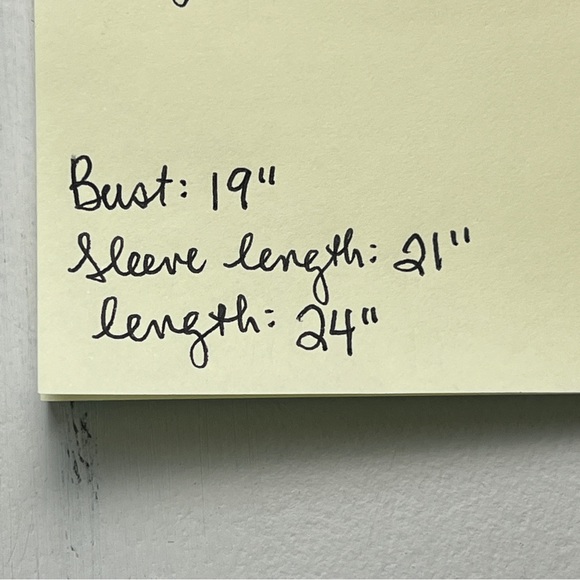 Bust: 19"
Sleeve length: 21"
length: 24"